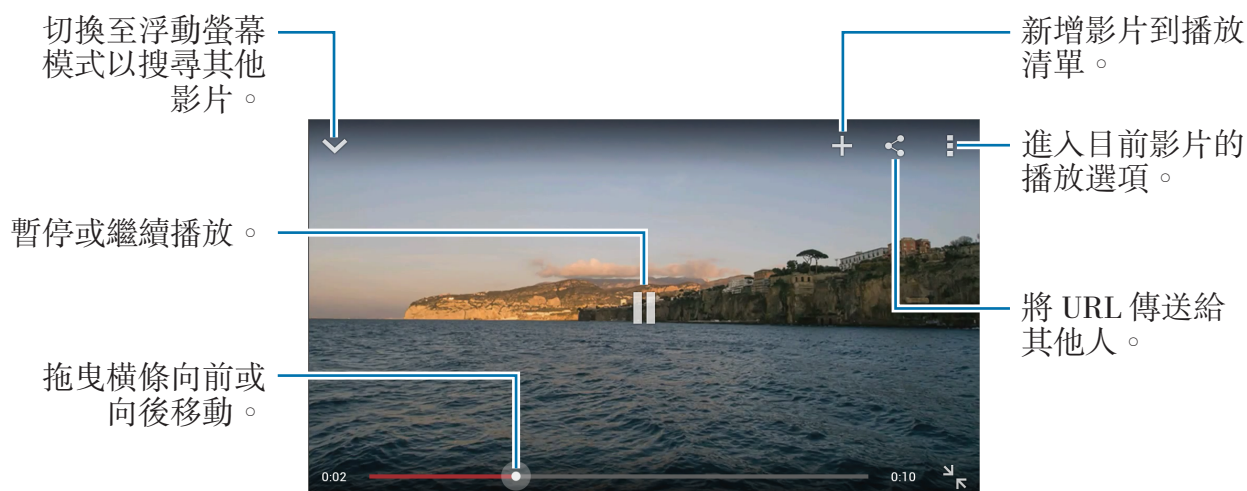 切換至浮動螢幕
模式以搜尋其他
影片。
新增影片到播放
清單。
進入目前影片的
播放選項。
暫停或繼續播放。
將 URL 傳送給
其他人。
拖曳橫條向前或
向後移動。
0:02
0:10